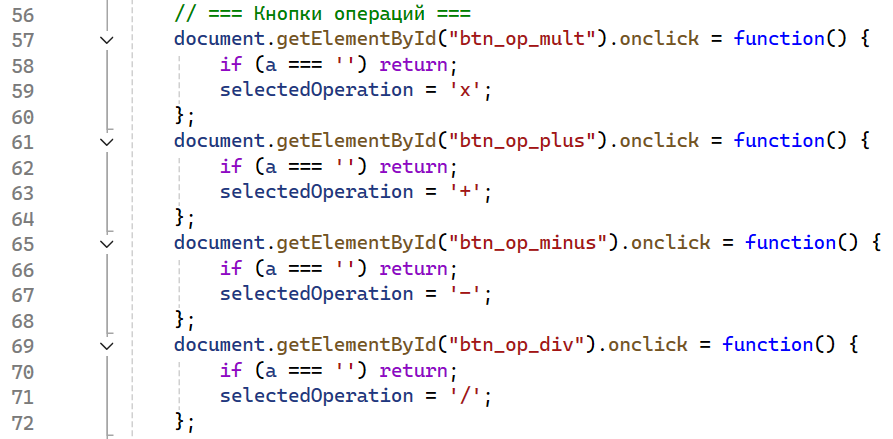 56 // === Кнопки операций ===
57 document.getElementById("btn_op_mult").onclick = function() {
58 if (a === '') return;
59 selectedOperation = 'x';
60 };
61 document.getElementById("btn_op_plus").onclick = function() {
62 if (a === '') return;
63 selectedOperation = '+';
64 };
65 document.getElementById("btn_op_minus").onclick = function() {
66 if (a === '') return;
67 selectedOperation = '-';
68 };
69 document.getElementById("btn_op_div").onclick = function() {
70 if (a === '') return;
71 selectedOperation = '/';
72 };